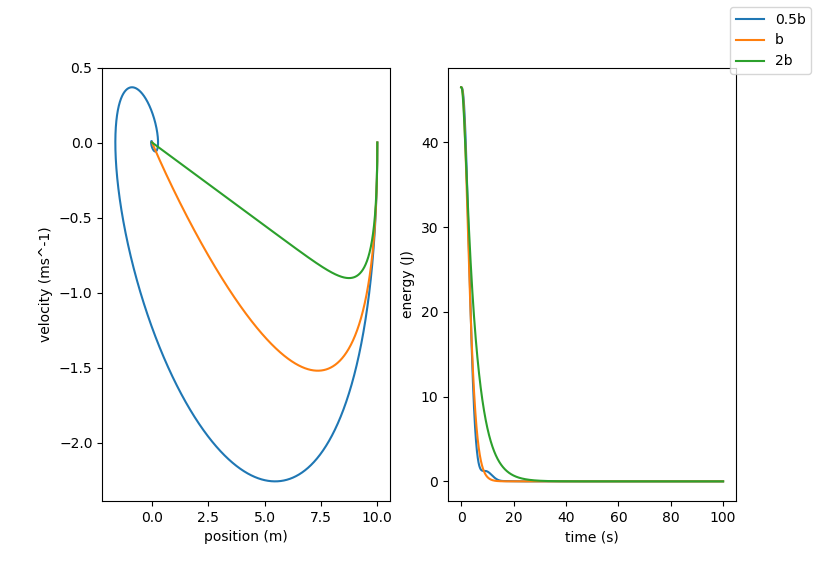 0.5b
b
2b
0.5
0.0
−0.5
−1.0
−1.5
−2.0
velocity (ms^-1)
0.0 2.5 5.0 7.5 10.0
position (m)
40
30
20
10
0
energy (J)
0 20 40 60 80 100
time (s)